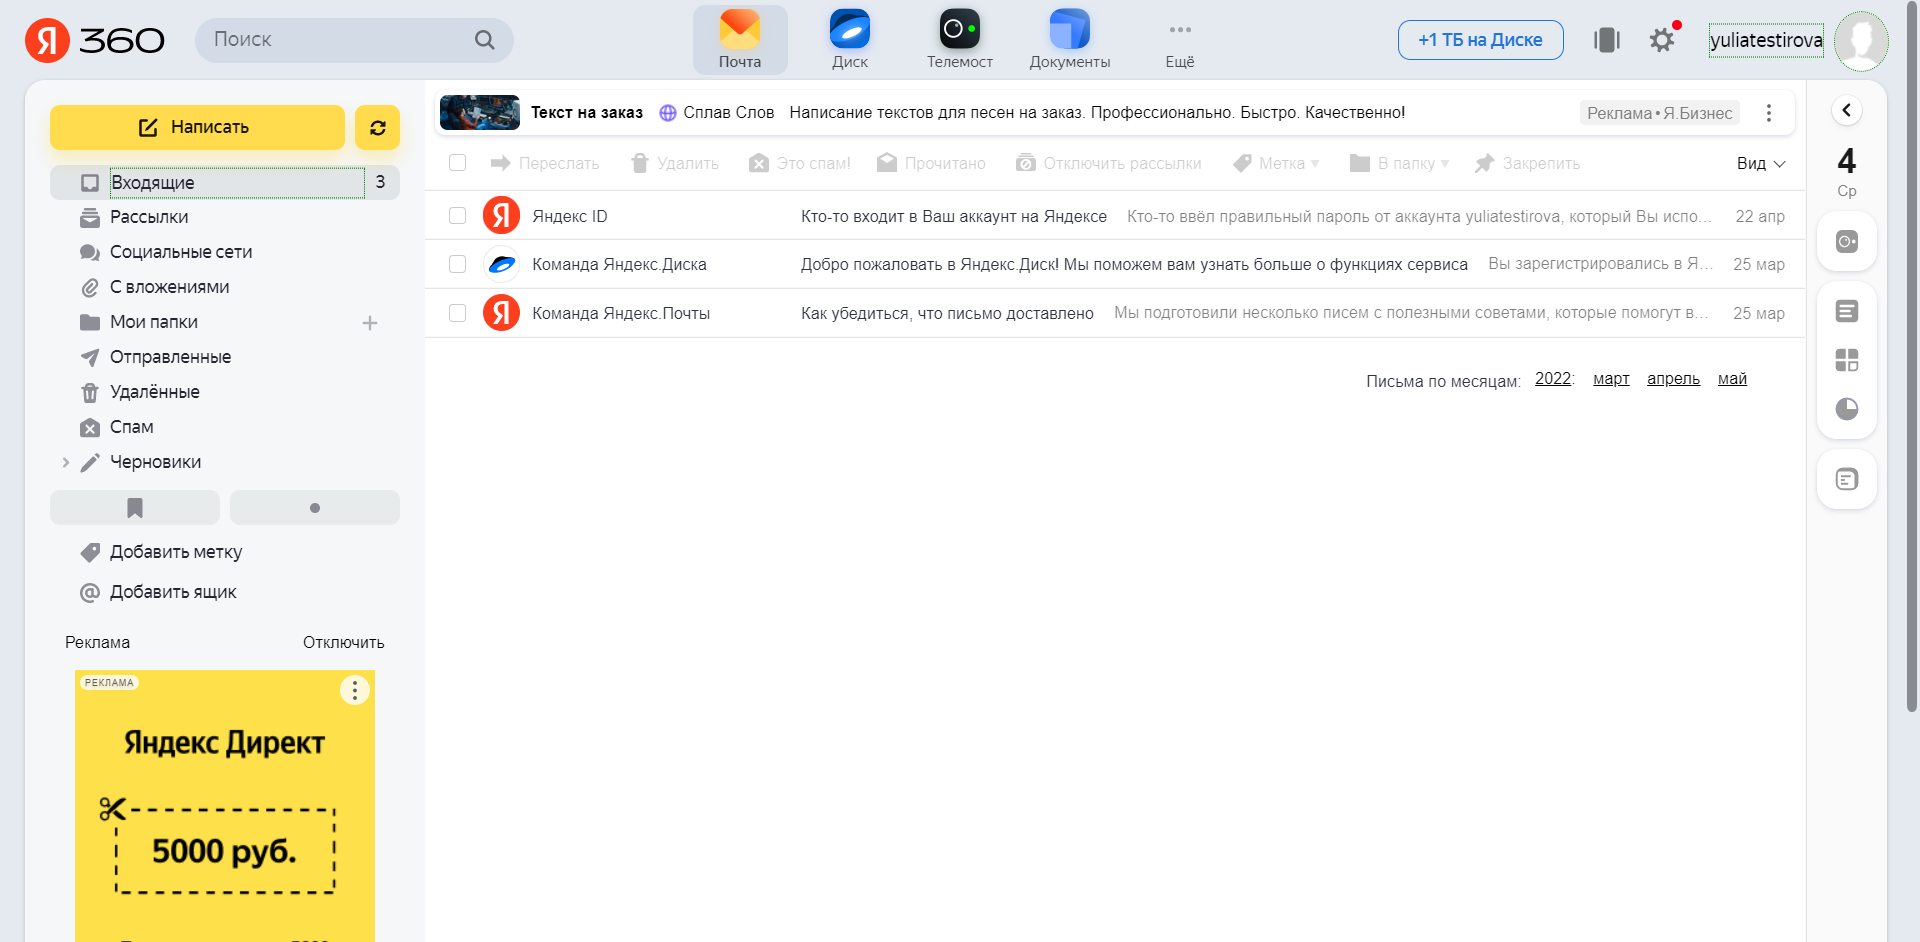 Я 360
Поиск
Почта
Диск
Телемост
Документы
Ещё
+1 ТБ на Диске
yuliatestirova
Написать
Входящие 3
Рассылки
Социальные сети
С вложениями
Мои папки
Отправленные
Удалённые
Спам
Черновики
Добавить метку
Добавить ящик
Реклама Отключить
РЕКЛАМА
Яндекс Директ
5000 руб.
Текст на заказ Сплав Слов Написание текстов для песен на заказ. Профессионально. Быстро. Качественно! Реклама • Я.Бизнес
Переслать Удалить Это спам! Прочитано Отключить рассылки Метка В папку Закрепить Вид
Я Яндекс ID Кто-то входит в Ваш аккаунт на Яндексе Кто-то ввёл правильный пароль от аккаунта yuliatestirova, который Вы испо... 22 апр
Команда Яндекс.Диска Добро пожаловать в Яндекс.Диск! Мы поможем вам узнать больше о функциях сервиса Вы зарегистрировались в Я... 25 мар
Я Команда Яндекс.Почты Как убедиться, что письмо доставлено Мы подготовили несколько писем с полезными советами, которые помогут в... 25 мар
Письма по месяцам: 2022: март апрель май
4
Ср